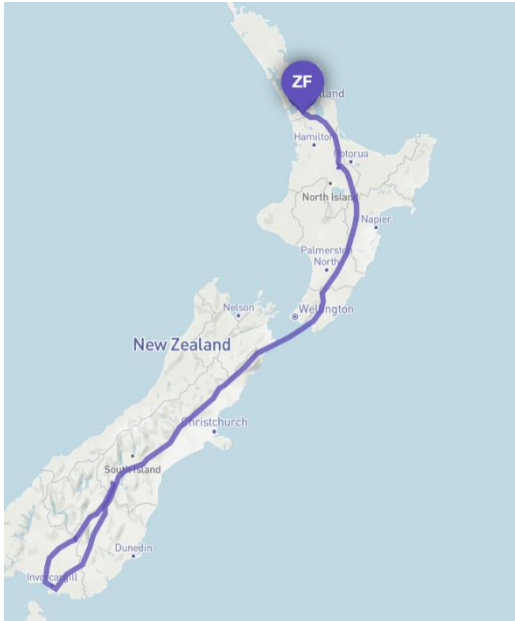 ZF
land
Hamilton
Rotorua
North Island
Napier
Palmerston
North
Nelson
Wellington
New Zealand
Christchurch
South Island
Dunedin
Invercargill